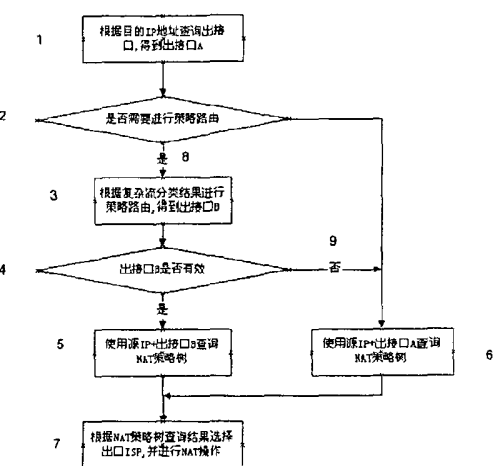 1
根据目的IP地址查询出接
口,得到出接口A
2
是否需要进行策略路由
是
8
3
根据复杂流分类结果进行
策略路由,得到出接口B
9
4
出接口B是否有效
否
是
5
使用源IP+出接口B查询
NAT策略树
使用源IP+出接口A查询
NAT策略树
6
7
根据NAT策略树查询结果选择
出口ISP,并进行NAT操作